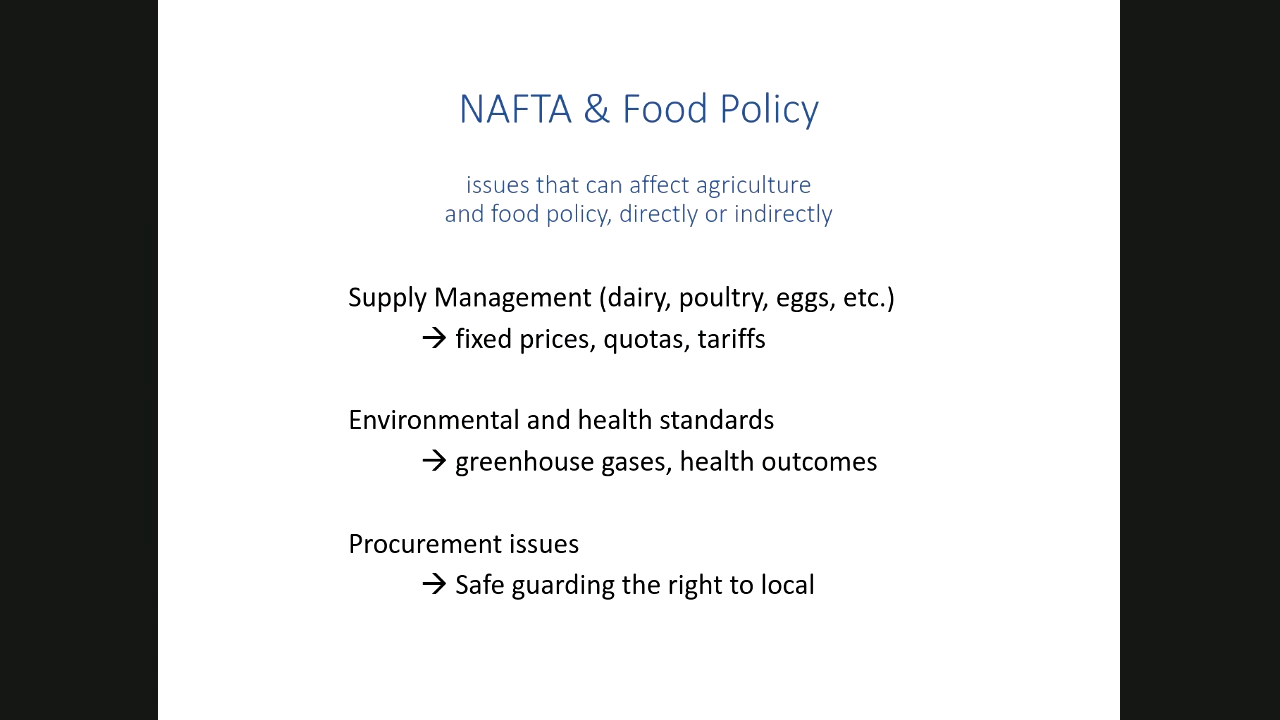 NAFTA & Food Policy
issues that can affect agriculture
and food policy, directly or indirectly
Supply Management (dairy, poultry, eggs, etc.)
→ fixed prices, quotas, tariffs
Environmental and health standards
→ greenhouse gases, health outcomes
Procurement issues
→ Safe guarding the right to local